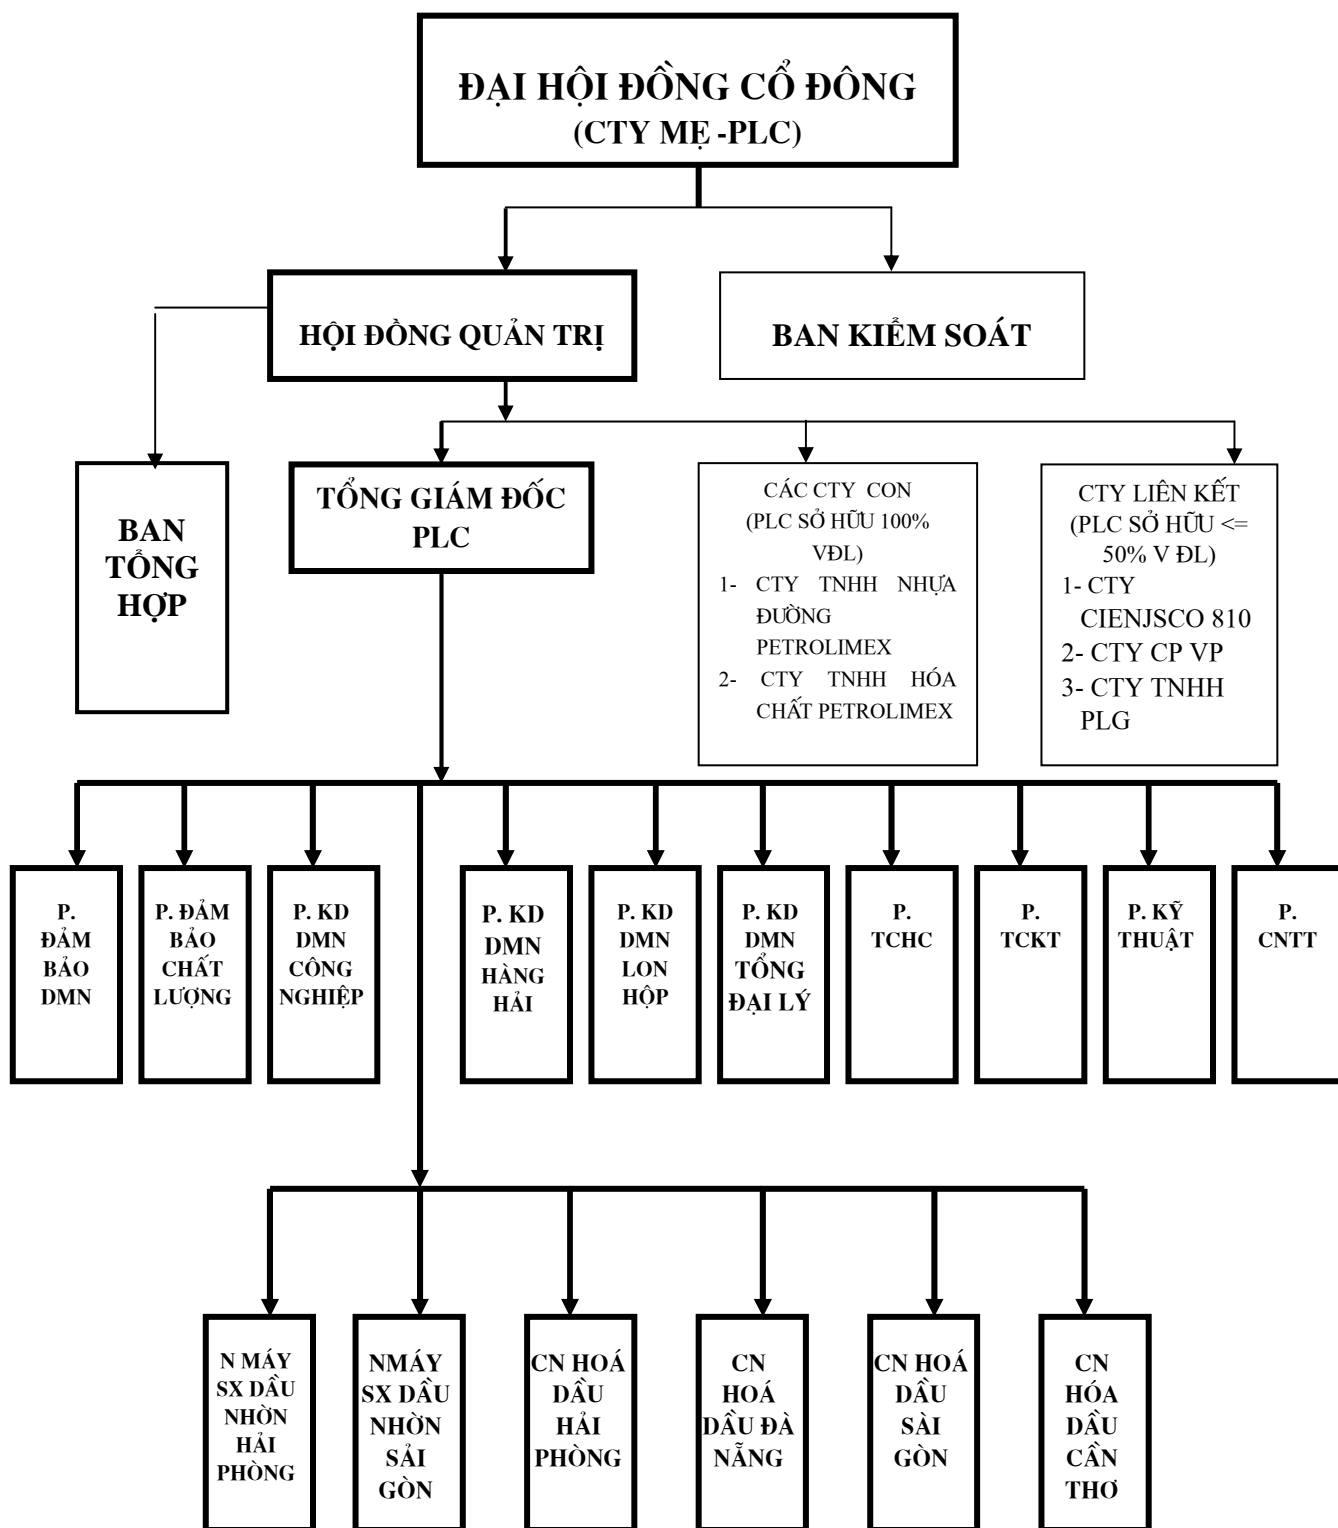 ĐẠI HỘI ĐỒNG CỔ ĐÔNG
(CTY MẸ -PLC)
HỘI ĐỒNG QUẢN TRỊ
BAN KIỂM SOÁT
BAN
TỔNG
HỢP
TỔNG GIÁM ĐỐC
PLC
CÁC CTY CON
(PLC SỞ HỮU 100%
VĐL)
1- CTY TNHH NHỰA
ĐƯỜNG
PETROLIMEX
2- CTY TNHH HÓA
CHẤT PETROLIMEX
CTY LIÊN KẾT
(PLC SỞ HỮU <=
50% V ĐL)
1- CTY
CIENJSCO 810
2- CTY CP VP
3- CTY TNHH
PLG
P.
ĐẢM
BẢO
DMN
P. ĐẢM
BẢO
CHẤT
LƯỢNG
P. KD
DMN
CÔNG
NGHIỆP
P. KD
DMN
HÀNG
HẢI
P. KD
DMN
LON
HỘP
P. KD
DMN
TỔNG
ĐẠI LÝ
P.
TCHC
P.
TCKT
P. KỸ
THUẬT
P.
CNTT
N MÁY
SX DẦU
NHỜN
HẢI
PHÒNG
NMÁY
SX DẦU
NHỜN
SẢI
GÒN
CN HOÁ
DẦU
HẢI
PHÒNG
CN
HOÁ
DẦU ĐÀ
NẴNG
CN HOÁ
DẦU
SÀI
GÒN
CN
HÓA
DẦU
CẦN
THƠ